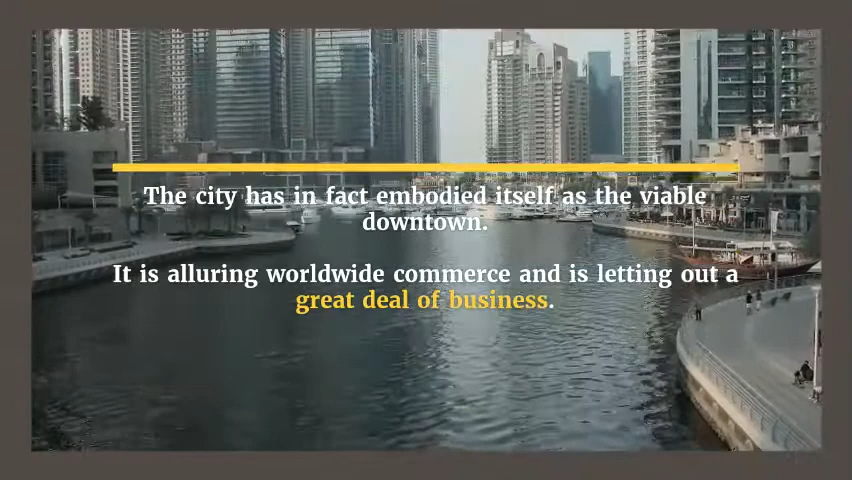 The city has in fact embodied itself as the viable
downtown.
It is alluring worldwide commerce and is letting out a
great deal of business.